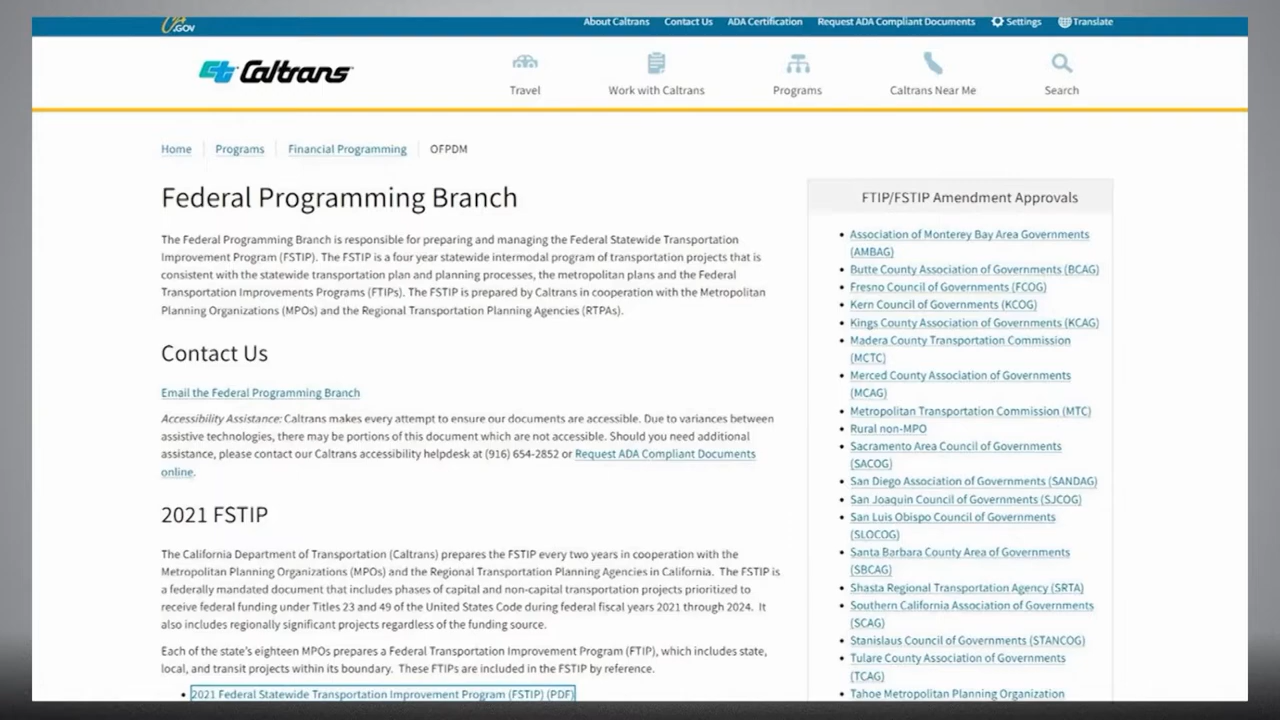 .GOV
About Caltrans Contact Us ADA Certification Request ADA Compliant Documents Settings Translate
Caltrans
Travel Work with Caltrans Programs Caltrans Near Me Search
Home Programs Financial Programming OFPDM
Federal Programming Branch
The Federal Programming Branch is responsible for preparing and managing the Federal Statewide Transportation
Improvement Program (FSTIP). The FSTIP is a four year statewide intermodal program of transportation projects that is
consistent with the statewide transportation plan and planning processes, the metropolitan plans and the Federal
Transportation Improvements Programs (FTIPs). The FSTIP is prepared by Caltrans in cooperation with the Metropolitan
Planning Organizations (MPOs) and the Regional Transportation Planning Agencies (RTPAs).
Contact Us
Email the Federal Programming Branch
Accessibility Assistance: Caltrans makes every attempt to ensure our documents are accessible. Due to variances between
assistive technologies, there may be portions of this document which are not accessible. Should you need additional
assistance, please contact our Caltrans accessibility helpdesk at (916) 654-2852 or Request ADA Compliant Documents
online.
2021 FSTIP
The California Department of Transportation (Caltrans) prepares the FSTIP every two years in cooperation with the
Metropolitan Planning Organizations (MPOs) and the Regional Transportation Planning Agencies in California. The FSTIP is
a federally mandated document that includes phases of capital and non-capital transportation projects prioritized to
receive federal funding under Titles 23 and 49 of the United States Code during federal fiscal years 2021 through 2024. It
also includes regionally significant projects regardless of the funding source.
Each of the state's eighteen MPOs prepares a Federal Transportation Improvement Program (FTIP), which includes state,
local, and transit projects within its boundary. These FTIPs are included in the FSTIP by reference.
• 2021 Federal Statewide Transportation Improvement Program (FSTIP) (PDF)
FTIP/FSTIP Amendment Approvals
• Association of Monterey Bay Area Governments
(AMBAG)
• Butte County Association of Governments (BCAG)
• Fresno Council of Governments (FCOG)
• Kern Council of Governments (KCOG)
• Kings County Association of Governments (KCAG)
• Madera County Transportation Commission
(MCTC)
• Merced County Association of Governments
(MCAG)
• Metropolitan Transportation Commission (MTC)
• Rural non-MPO
• Sacramento Area Council of Governments
(SACOG)
• San Diego Association of Governments (SANDAG)
• San Joaquin Council of Governments (SJCOG)
• San Luis Obispo Council of Governments
(SLOCOG)
• Santa Barbara County Area of Governments
(SBCAG)
• Shasta Regional Transportation Agency (SRTA)
• Southern California Association of Governments
(SCAG)
• Stanislaus Council of Governments (STANCOG)
• Tulare County Association of Governments
(TCAG)
• Tahoe Metropolitan Planning Organization